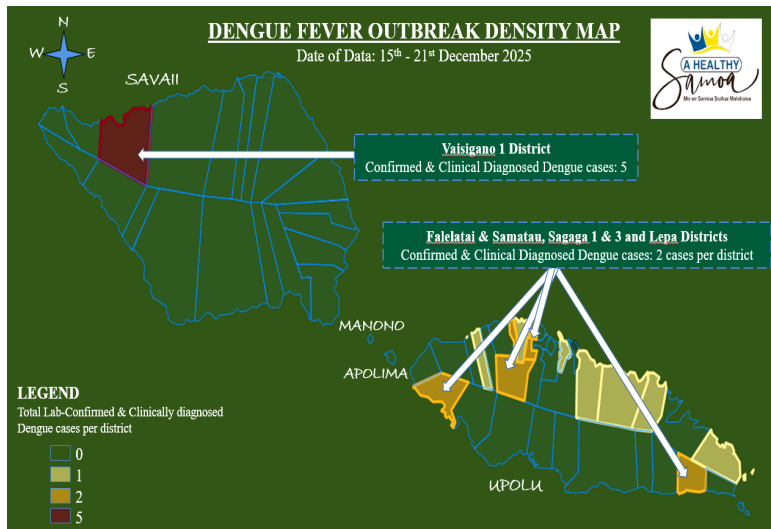 DENGUE FEVER OUTBREAK DENSITY MAP
Date of Data: 15th - 21st December 2025
N
W E
S
A HEALTHY
Samoa
SAVAII
Vaisigano 1 District
Confirmed & Clinical Diagnosed Dengue cases: 5
Falelatai & Samatau, Sagaga 1 & 3 and Lepa Districts
Confirmed & Clinical Diagnosed Dengue cases: 2 cases per district
MANONO
APOLIMA
UPOLU
LEGEND
Total Lab-Confirmed & Clinically diagnosed
Dengue cases per district
0
1
2
5